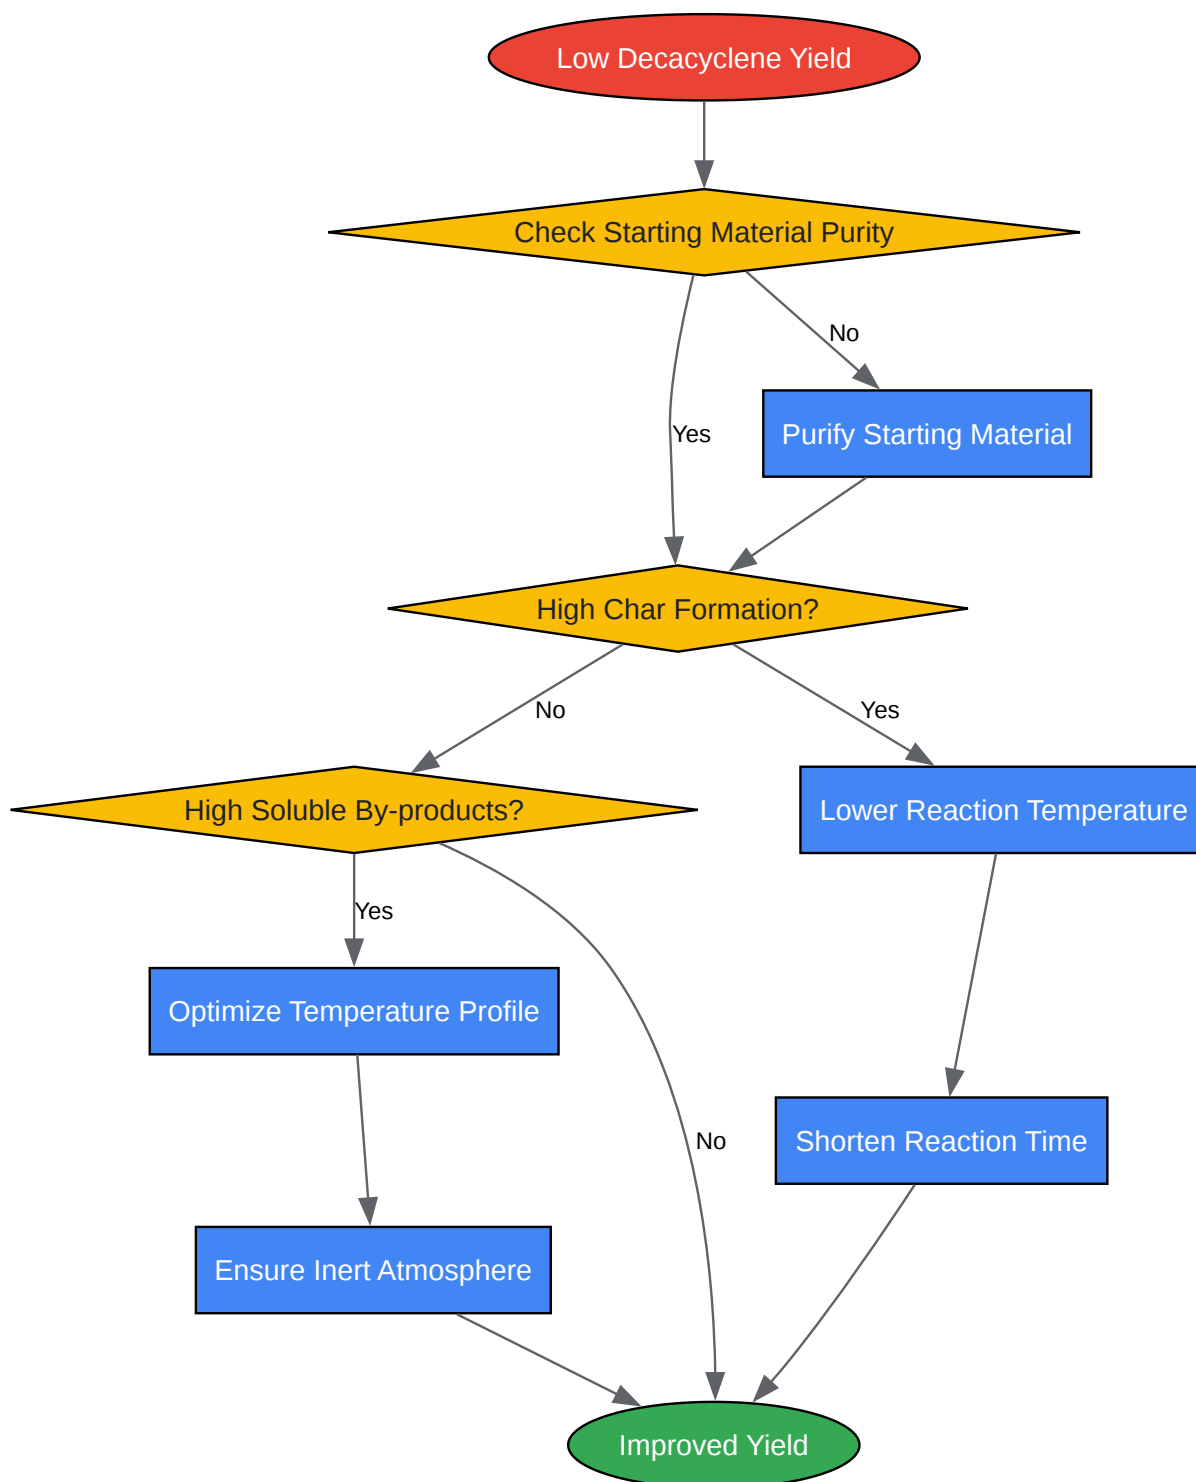 Low Decacyclene Yield
Check Starting Material Purity
No
Purify Starting Material
Yes
High Char Formation?
No
Yes
High Soluble By-products?
Lower Reaction Temperature
Yes
Optimize Temperature Profile
No
Shorten Reaction Time
Ensure Inert Atmosphere
Improved Yield